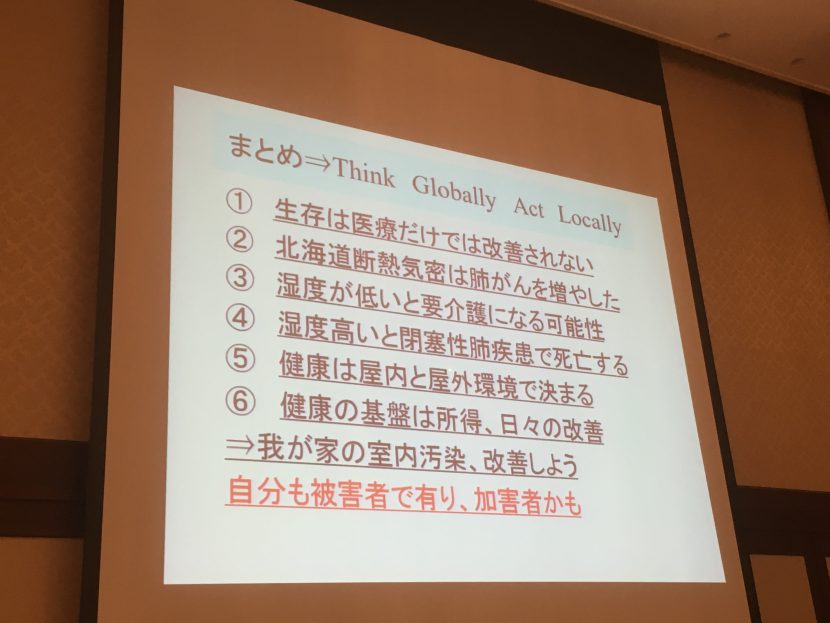 まとめ⇒Think Globally Act Locally
① 生存は医療だけでは改善されない
② 北海道断熱気密は肺がんを増やした
③ 湿度が低いと要介護になる可能性
④ 湿度高いと閉塞性肺疾患で死亡する
⑤ 健康は屋内と屋外環境で決まる
⑥ 健康の基盤は所得、日々の改善
⇒我が家の室内汚染、改善しよう
自分も被害者で有り、加害者かも